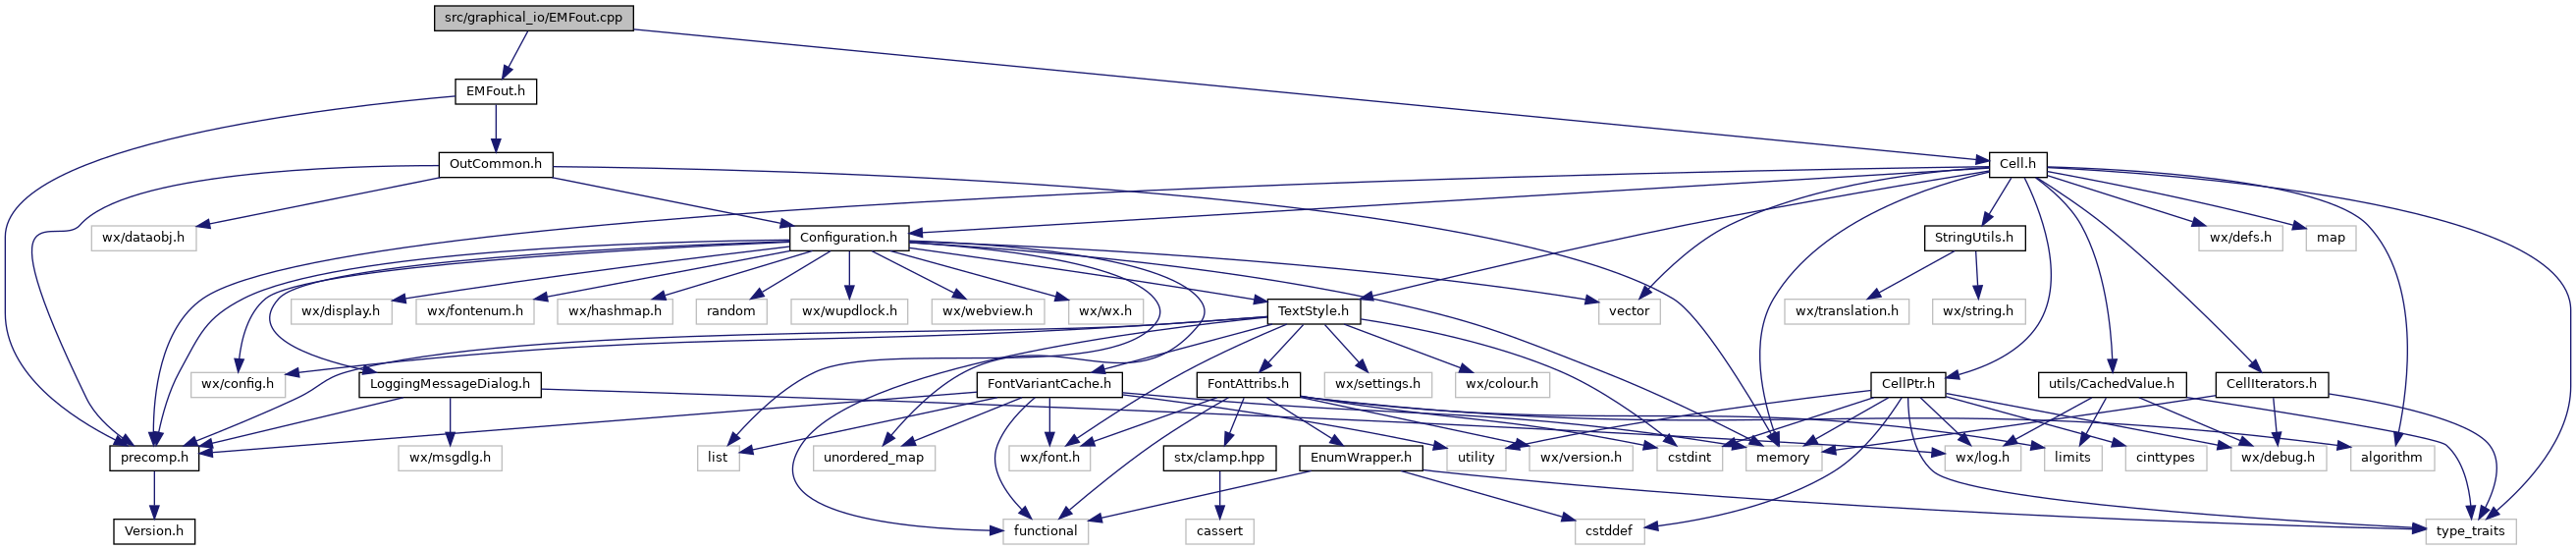 src/graphical_io/EMFout.cpp
EMFout.h
OutCommon.h
Cell.h
wx/dataobj.h
Configuration.h
StringUtils.h
wx/defs.h
map
wx/display.h
wx/fontenum.h
wx/hashmap.h
random
wx/wupdlock.h
wx/webview.h
wx/wx.h
TextStyle.h
vector
wx/translation.h
wx/string.h
wx/config.h
LoggingMessageDialog.h
FontVariantCache.h
FontAttribs.h
wx/settings.h
wx/colour.h
CellPtr.h
utils/CachedValue.h
CellIterators.h
precomp.h
wx/msgdlg.h
list
unordered_map
wx/font.h
stx/clamp.hpp
EnumWrapper.h
utility
wx/version.h
cstdint
memory
wx/log.h
limits
cinttypes
wx/debug.h
algorithm
Version.h
functional
cassert
cstddef
type_traits